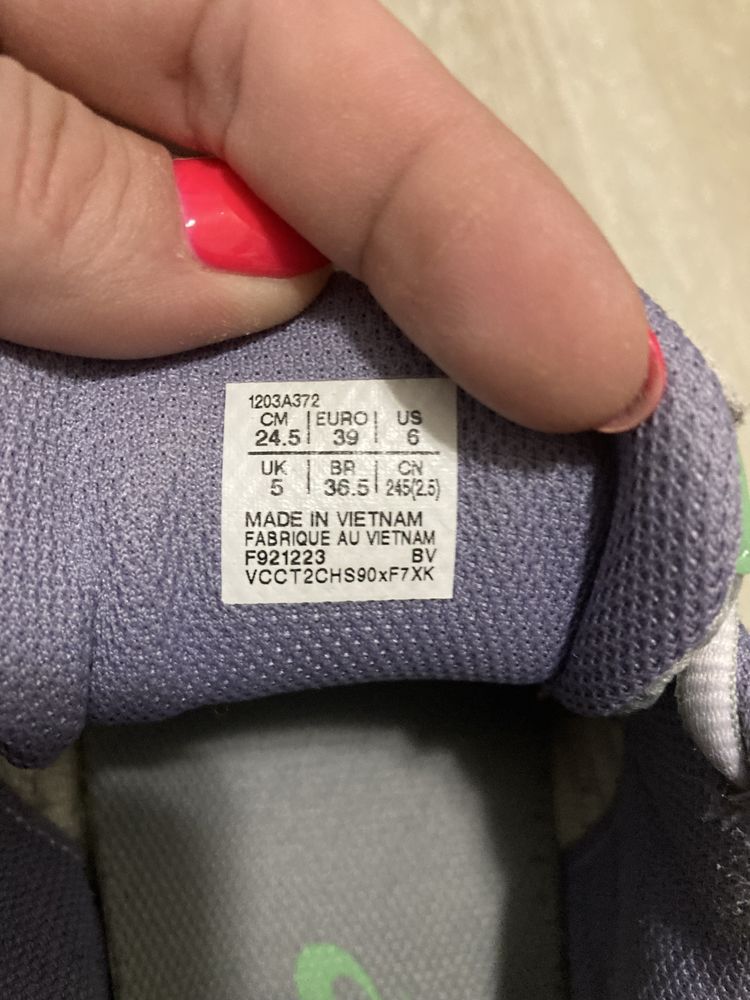 1203A372
CM | EURO | US
24.5 | 39 | 6
UK | BR | CN
5 | 36.5 | 245(2.5)
MADE IN VIETNAM
FABRIQUE AU VIETNAM
F921223 BV
VCCT2CHS90xF7XK